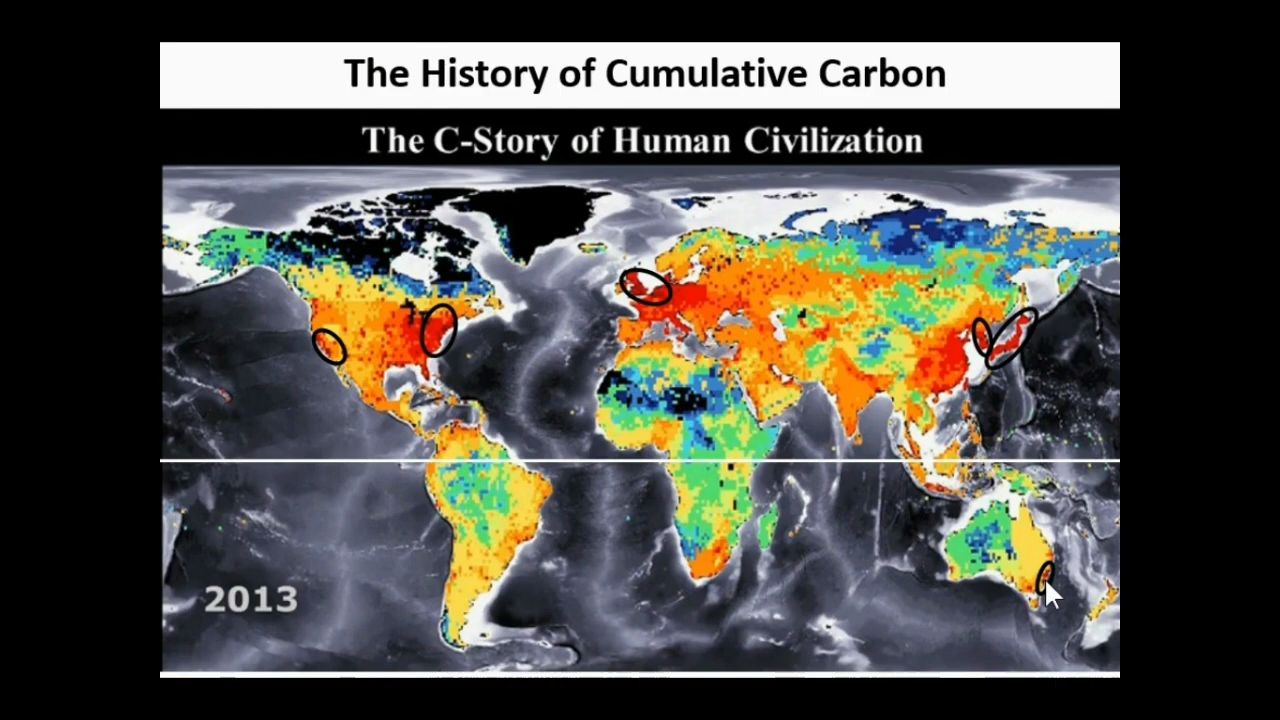 The History of Cumulative Carbon
The C-Story of Human Civilization
2013